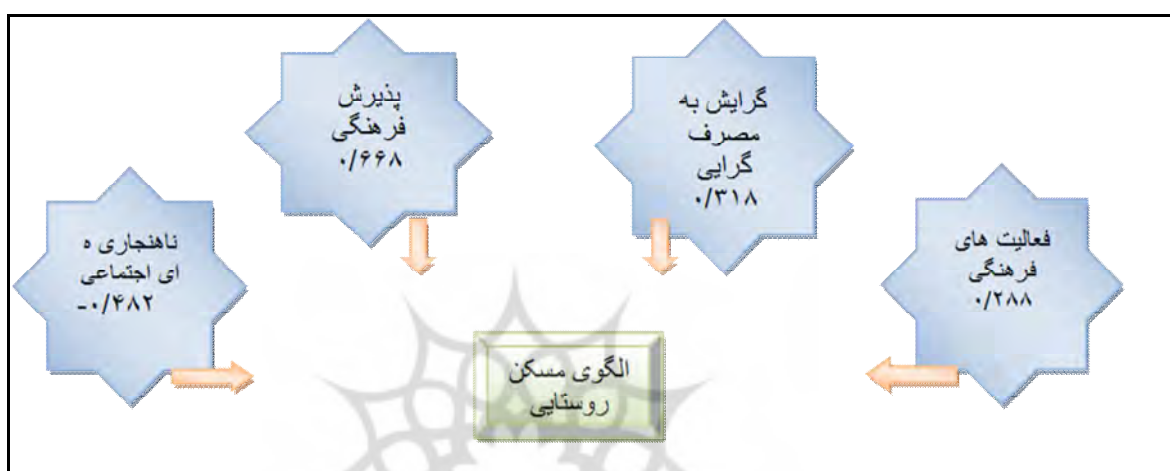 پذیرش
فرهنگی
۰/۶۶۸
گرایش به
مصرف
گرایی
۰/۳۱۸
ناهنجاری ه
ای اجتماعی
-۰/۴۸۲
فعالیت های
فرهنگی
۰/۲۸۸
الگوی مسکن
روستایی